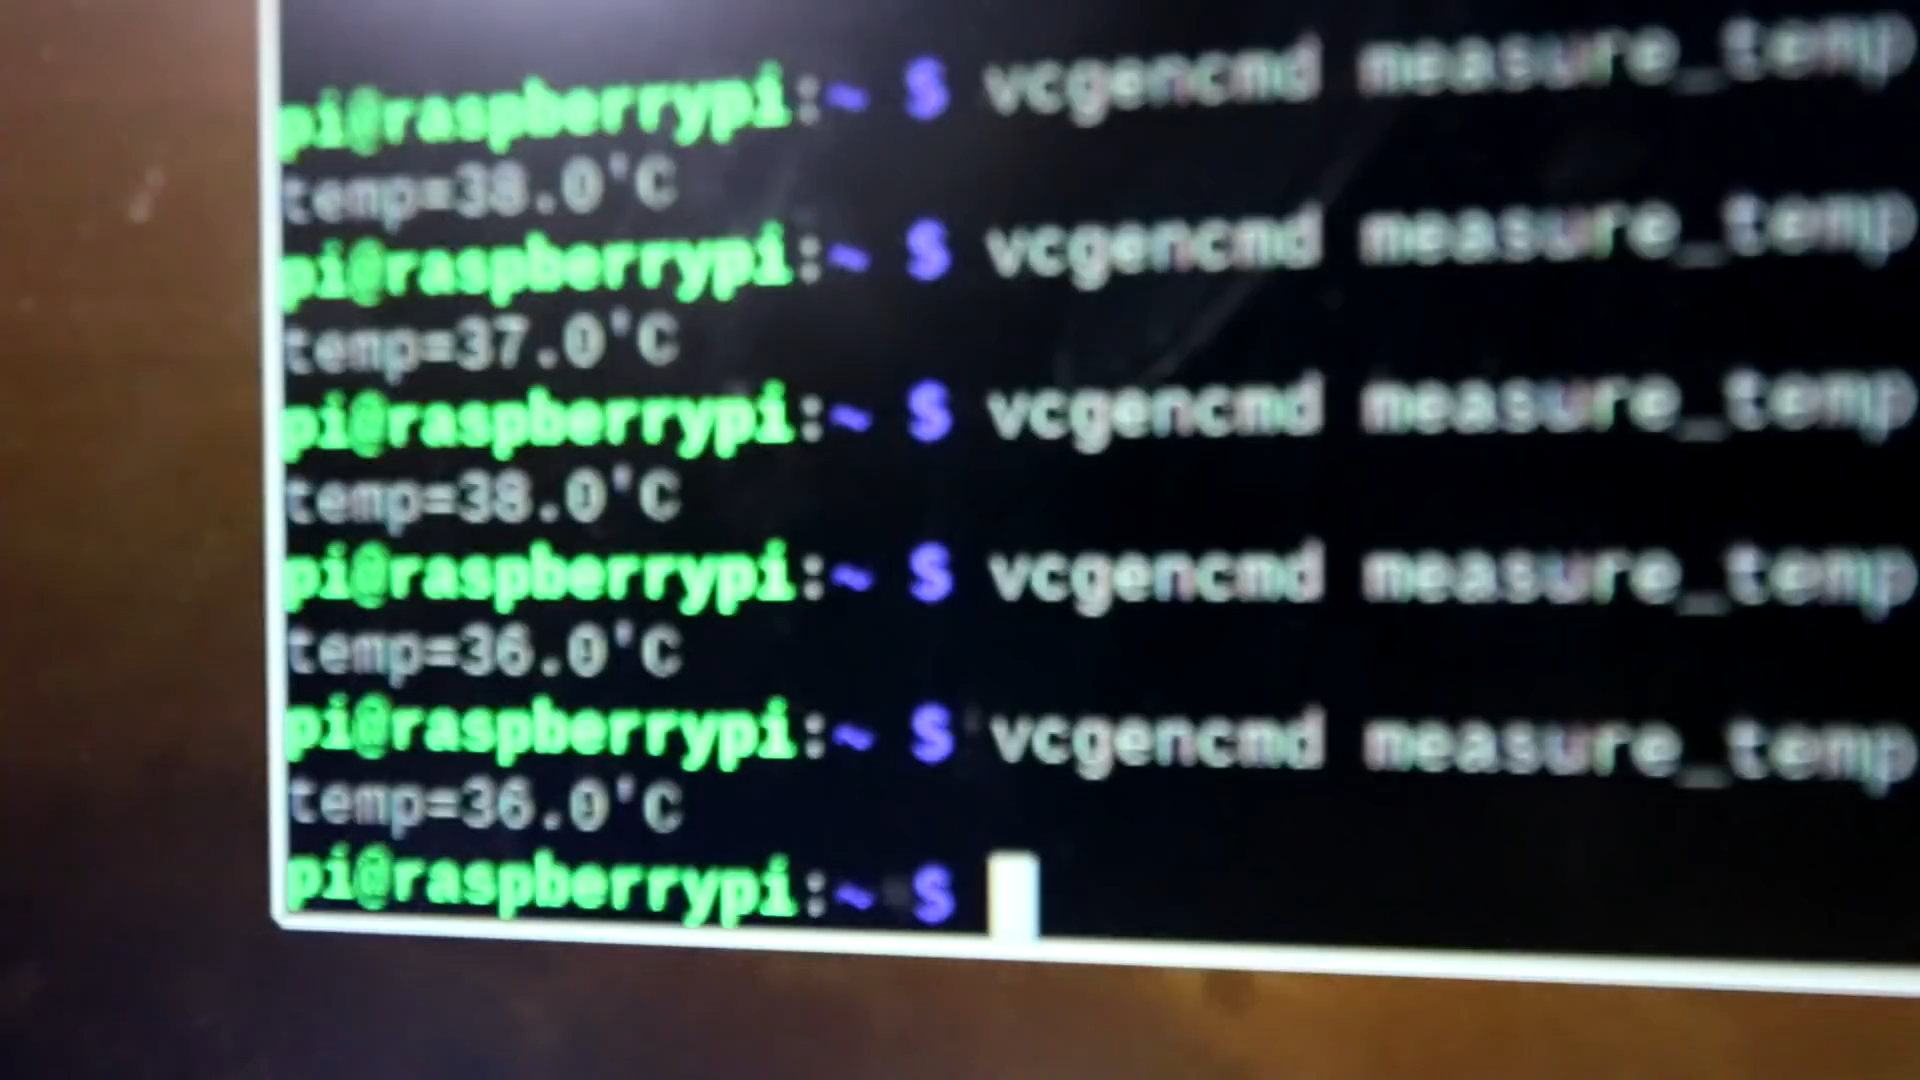 pi@raspberrypi:~ $ vcgencmd measure_temp
temp=38.0'C
pi@raspberrypi:~ $ vcgencmd measure_temp
temp=37.0'C
pi@raspberrypi:~ $ vcgencmd measure_temp
temp=38.0'C
pi@raspberrypi:~ $ vcgencmd measure_temp
temp=36.0'C
pi@raspberrypi:~ $ vcgencmd measure_temp
temp=36.0'C
pi@raspberrypi:~ $